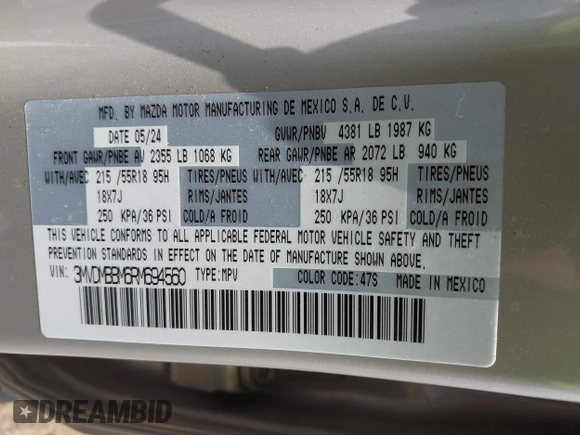 MFD. BY MAZDA MOTOR MANUFACTURING DE MEXICO S.A. DE C.V.
DATE 05/24 GVWR/PNBV 4381 LB 1987 KG
FRONT GAWR/PNBE AV 2355 LB 1068 KG REAR GAWR/PNBE AR 2072 LB 940 KG
WITH/AVEC 215 /55R18 95H TIRES/PNEUS WITH/AVEC 215 /55R18 95H TIRES/PNEUS
18X7J RIMS/JANTES 18X7J RIMS/JANTES
250 KPA/36 PSI COLD/A FROID 250 KPA/36 PSI COLD/A FROID
THIS VEHICLE CONFORMS TO ALL APPLICABLE FEDERAL MOTOR VEHICLE SAFETY AND THEFT
PREVENTION STANDARDS IN EFFECT ON THE DATE OF MANUFACTURE SHOWN ABOVE.
VIN: 3MVDMBBM6RM694560 TYPE:MPV COLOR CODE:47S MADE IN MEXICO
DREAMBID